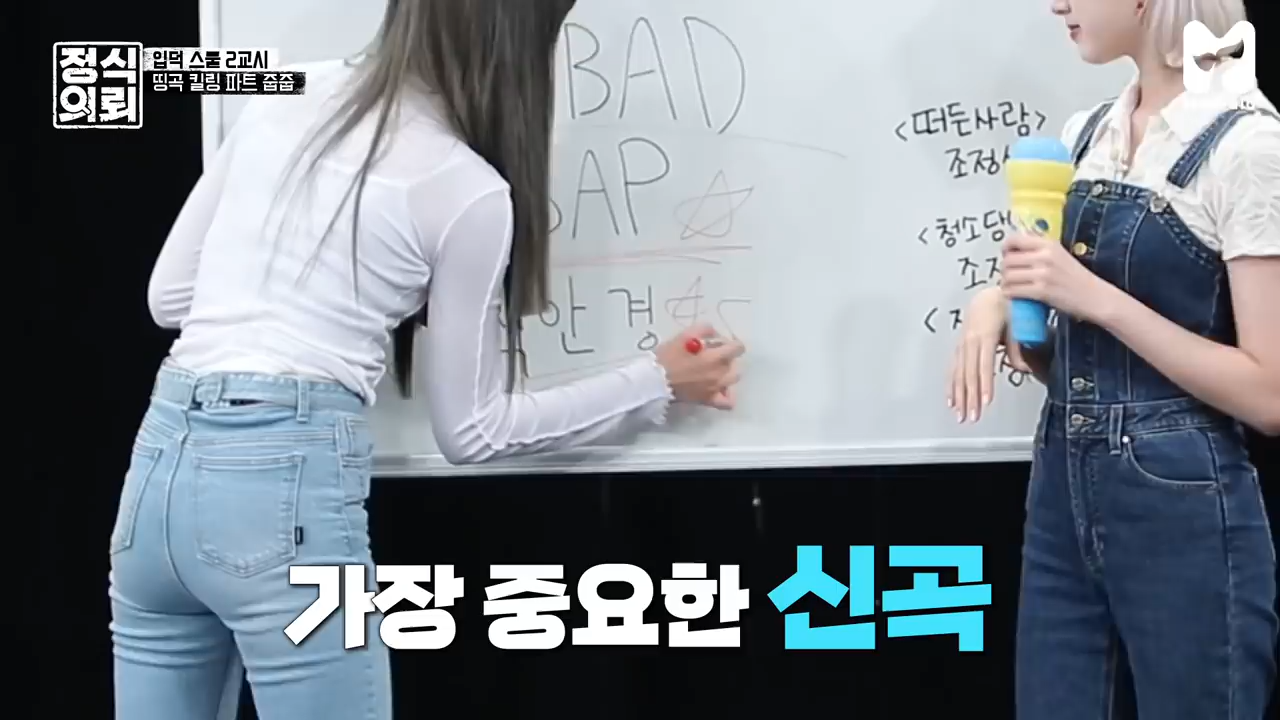 정식
의뢰
입덕 스쿨 2교시
띵곡 킬링 파트 줍줍
BAD
AP
안 경
<떠든사람>
조정
<청소당
조
<
정
가장 중요한 신곡